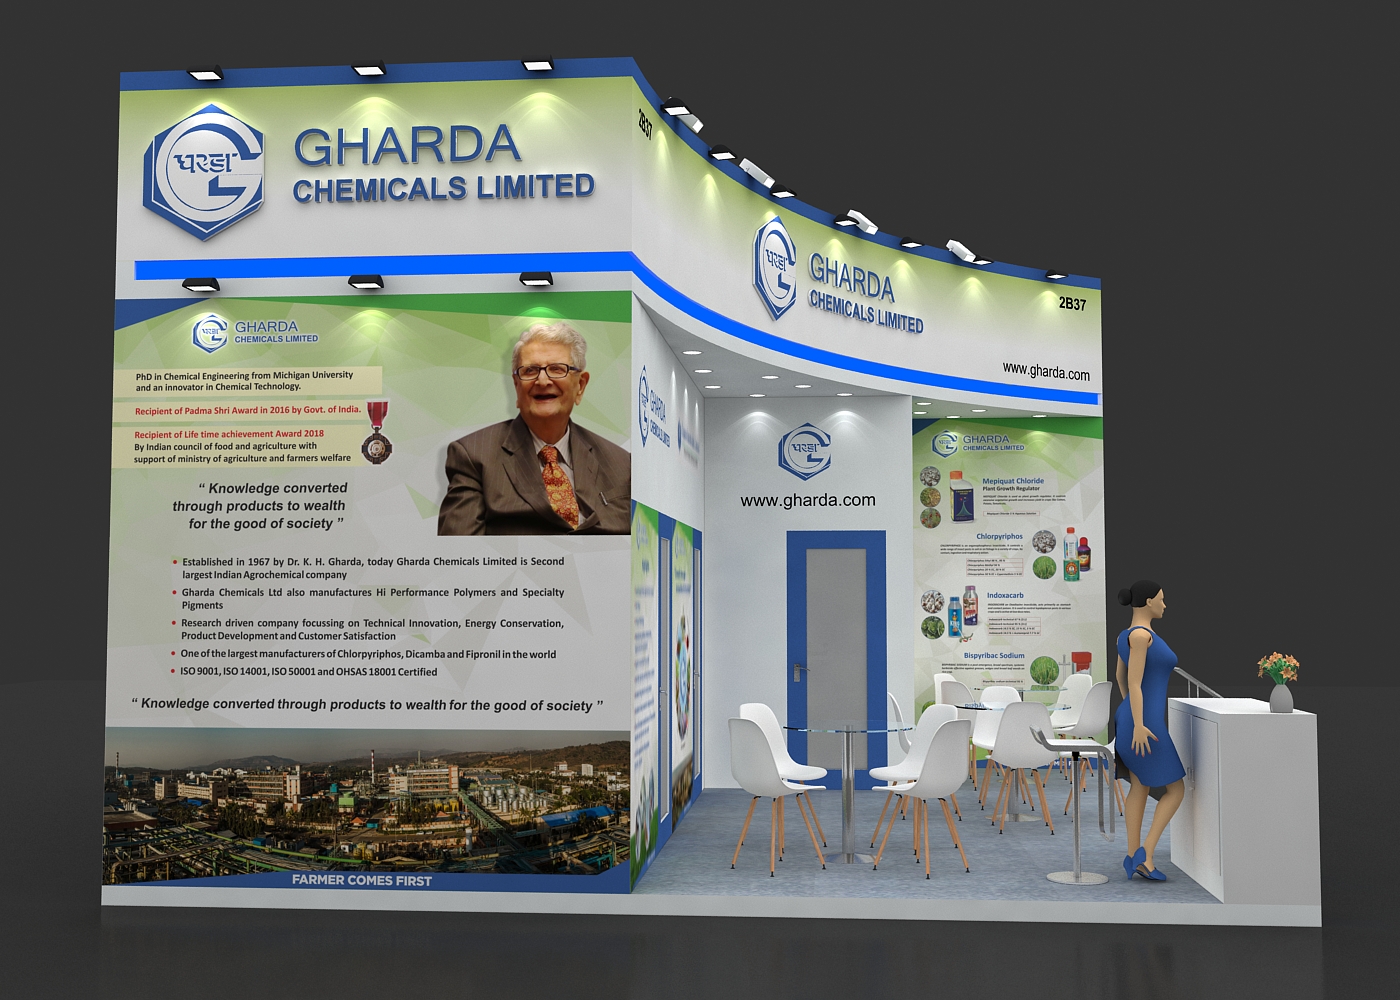 घरडा
GHARDA
CHEMICALS LIMITED
2B37
घरडा
GHARDA
CHEMICALS LIMITED
2B37
www.gharda.com
घरडा
GHARDA
CHEMICALS LIMITED
PhD in Chemical Engineering from Michigan University
and an innovator in Chemical Technology.
Recipient of Padma Shri Award in 2016 by Govt. of India.
Recipient of Life time achievement Award 2018
By Indian council of food and agriculture with
support of ministry of agriculture and farmers welfare
“ Knowledge converted
through products to wealth
for the good of society ”
• Established in 1967 by Dr. K. H. Gharda, today Gharda Chemicals Limited is Second
largest Indian Agrochemical company
• Gharda Chemicals Ltd also manufactures Hi Performance Polymers and Specialty
Pigments
• Research driven company focussing on Technical Innovation, Energy Conservation,
Product Development and Customer Satisfaction
• One of the largest manufacturers of Chlorpyriphos, Dicamba and Fipronil in the world
• ISO 9001, ISO 14001, ISO 50001 and OHSAS 18001 Certified
“ Knowledge converted through products to wealth for the good of society ”
FARMER COMES FIRST
GHARDA
CHEMICALS LIMITED
घरडा
www.gharda.com
घरडा
GHARDA
CHEMICALS LIMITED
Mepiquat Chloride
Plant Growth Regulator
Chlorpyriphos
Indoxacarb
Bispyribac Sodium